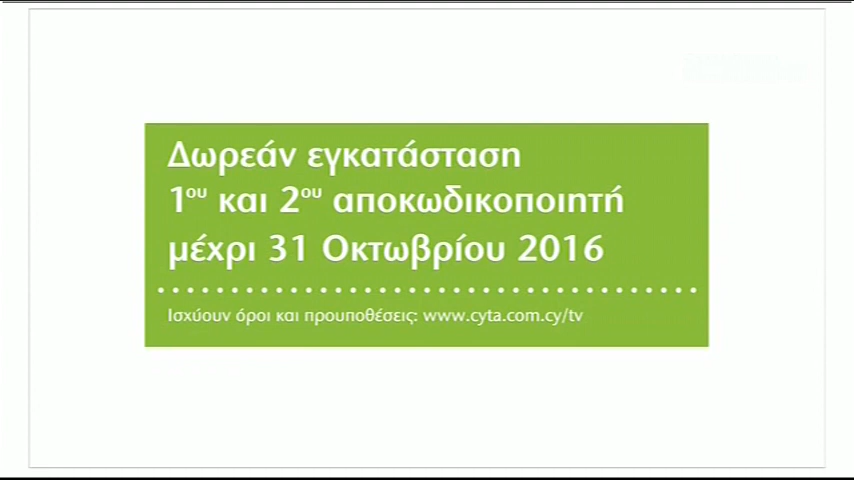 Δωρεάν εγκατάσταση
1ου και 2ου αποκωδικοποιητή
μέχρι 31 Οκτωβρίου 2016
Ισχύουν όροι και προυποθέσεις: www.cyta.com.cy/tv